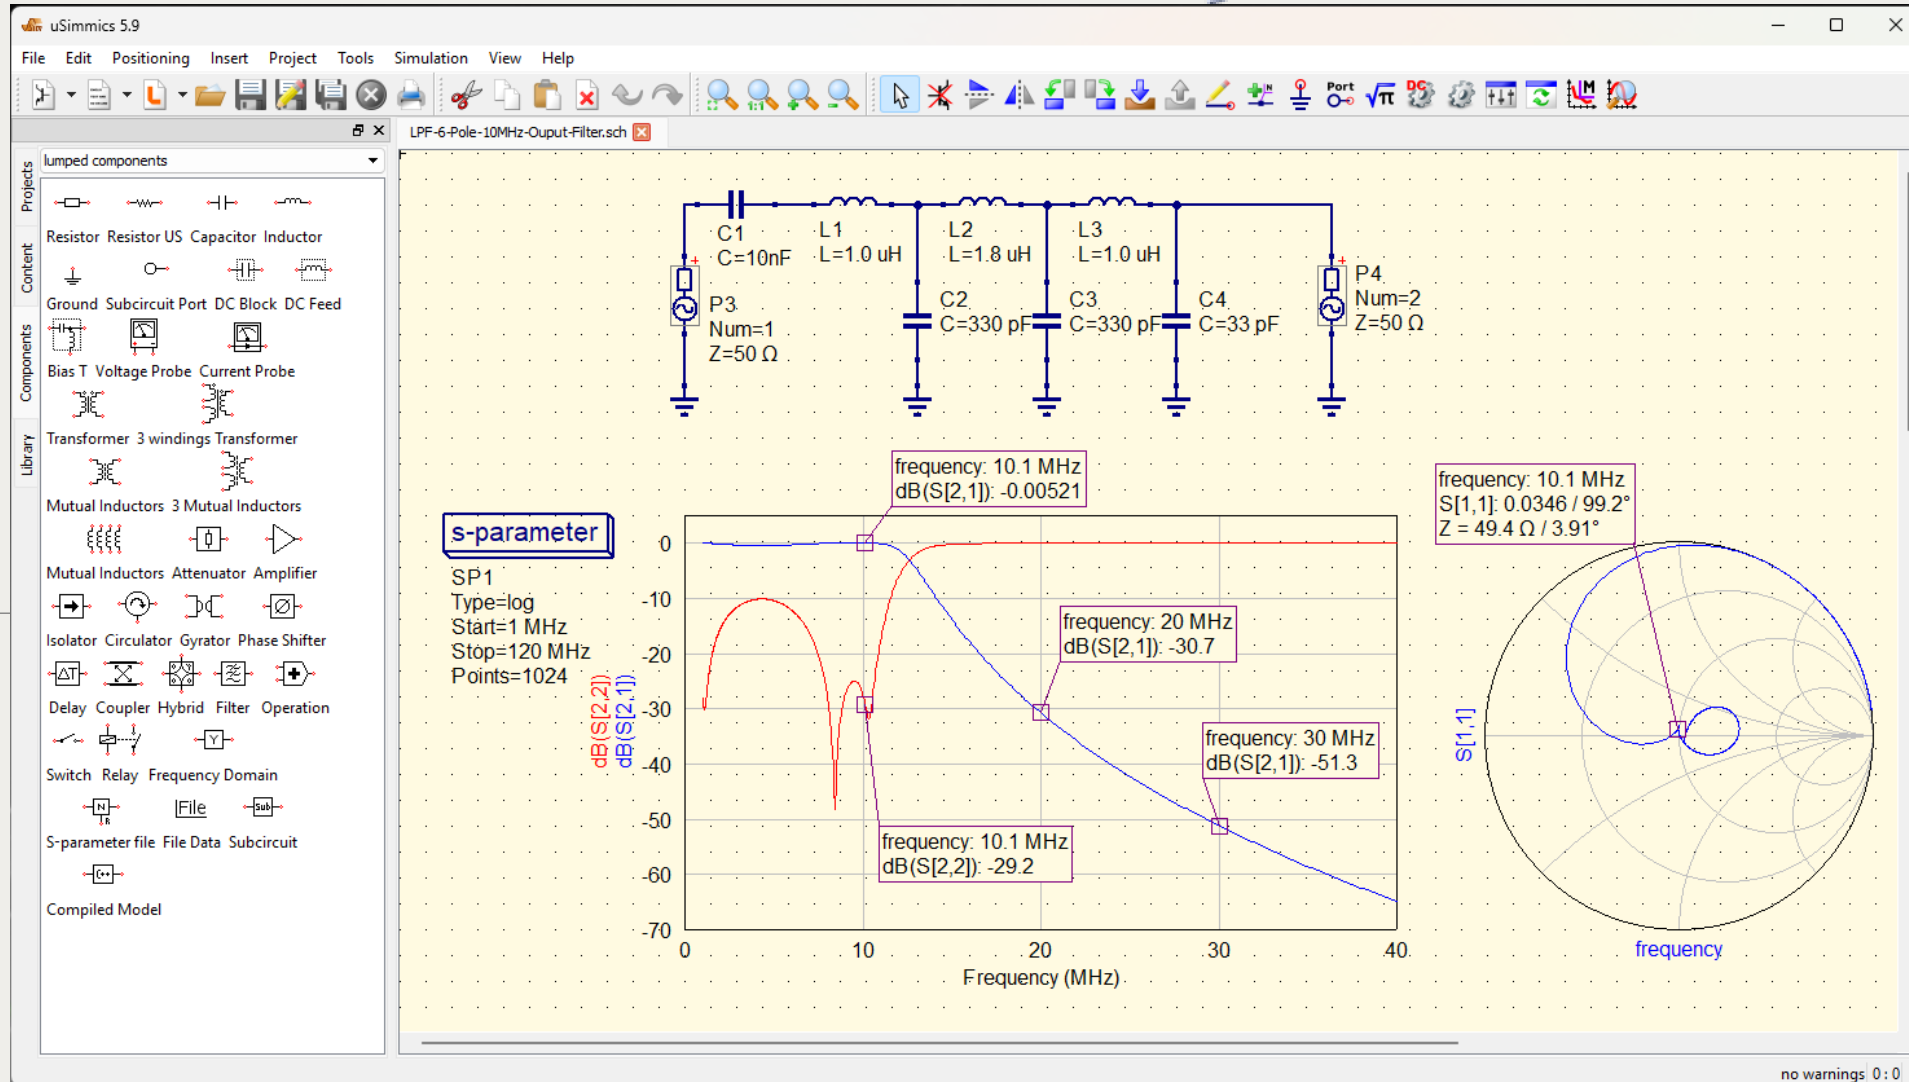 uSimmics 5.9
File Edit Positioning Insert Project Tools Simulation View Help
1:1
N
Port
DC
LPF-6-Pole-10MHz-Ouput-Filter.sch
Projects
Content
Components
Library
lumped components
Resistor Resistor US Capacitor Inductor
Ground Subcircuit Port DC Block DC Feed
Bias T Voltage Probe Current Probe
Transformer 3 windings Transformer
Mutual Inductors 3 Mutual Inductors
Mutual Inductors Attenuator Amplifier
Isolator Circulator Gyrator Phase Shifter
ΔT
Delay Coupler Hybrid Filter Operation
Y
Switch Relay Frequency Domain
N
R
File
Sub
S-parameter file File Data Subcircuit
C++
Compiled Model
C1
C=10nF
L1
L=1.0 uH
L2
L=1.8 uH
L3
L=1.0 uH
P3
Num=1
Z=50 Ω
C2
C=330 pF
C3
C=330 pF
C4
C=33 pF
P4
Num=2
Z=50 Ω
s-parameter
SP1
Type=log
Start=1 MHz
Stop=120 MHz
Points=1024
frequency: 10.1 MHz
dB(S[2,1]): -0.00521
frequency: 20 MHz
dB(S[2,1]): -30.7
frequency: 30 MHz
dB(S[2,1]): -51.3
frequency: 10.1 MHz
dB(S[2,2]): -29.2
dB(S[2,2])
dB(S[2,1])
0
-10
-20
-30
-40
-50
-60
-70
0 10 20 30 40
Frequency (MHz)
frequency: 10.1 MHz
S[1,1]: 0.0346 / 99.2°
Z = 49.4 Ω / 3.91°
S[1,1]
frequency
no warnings 0 : 0